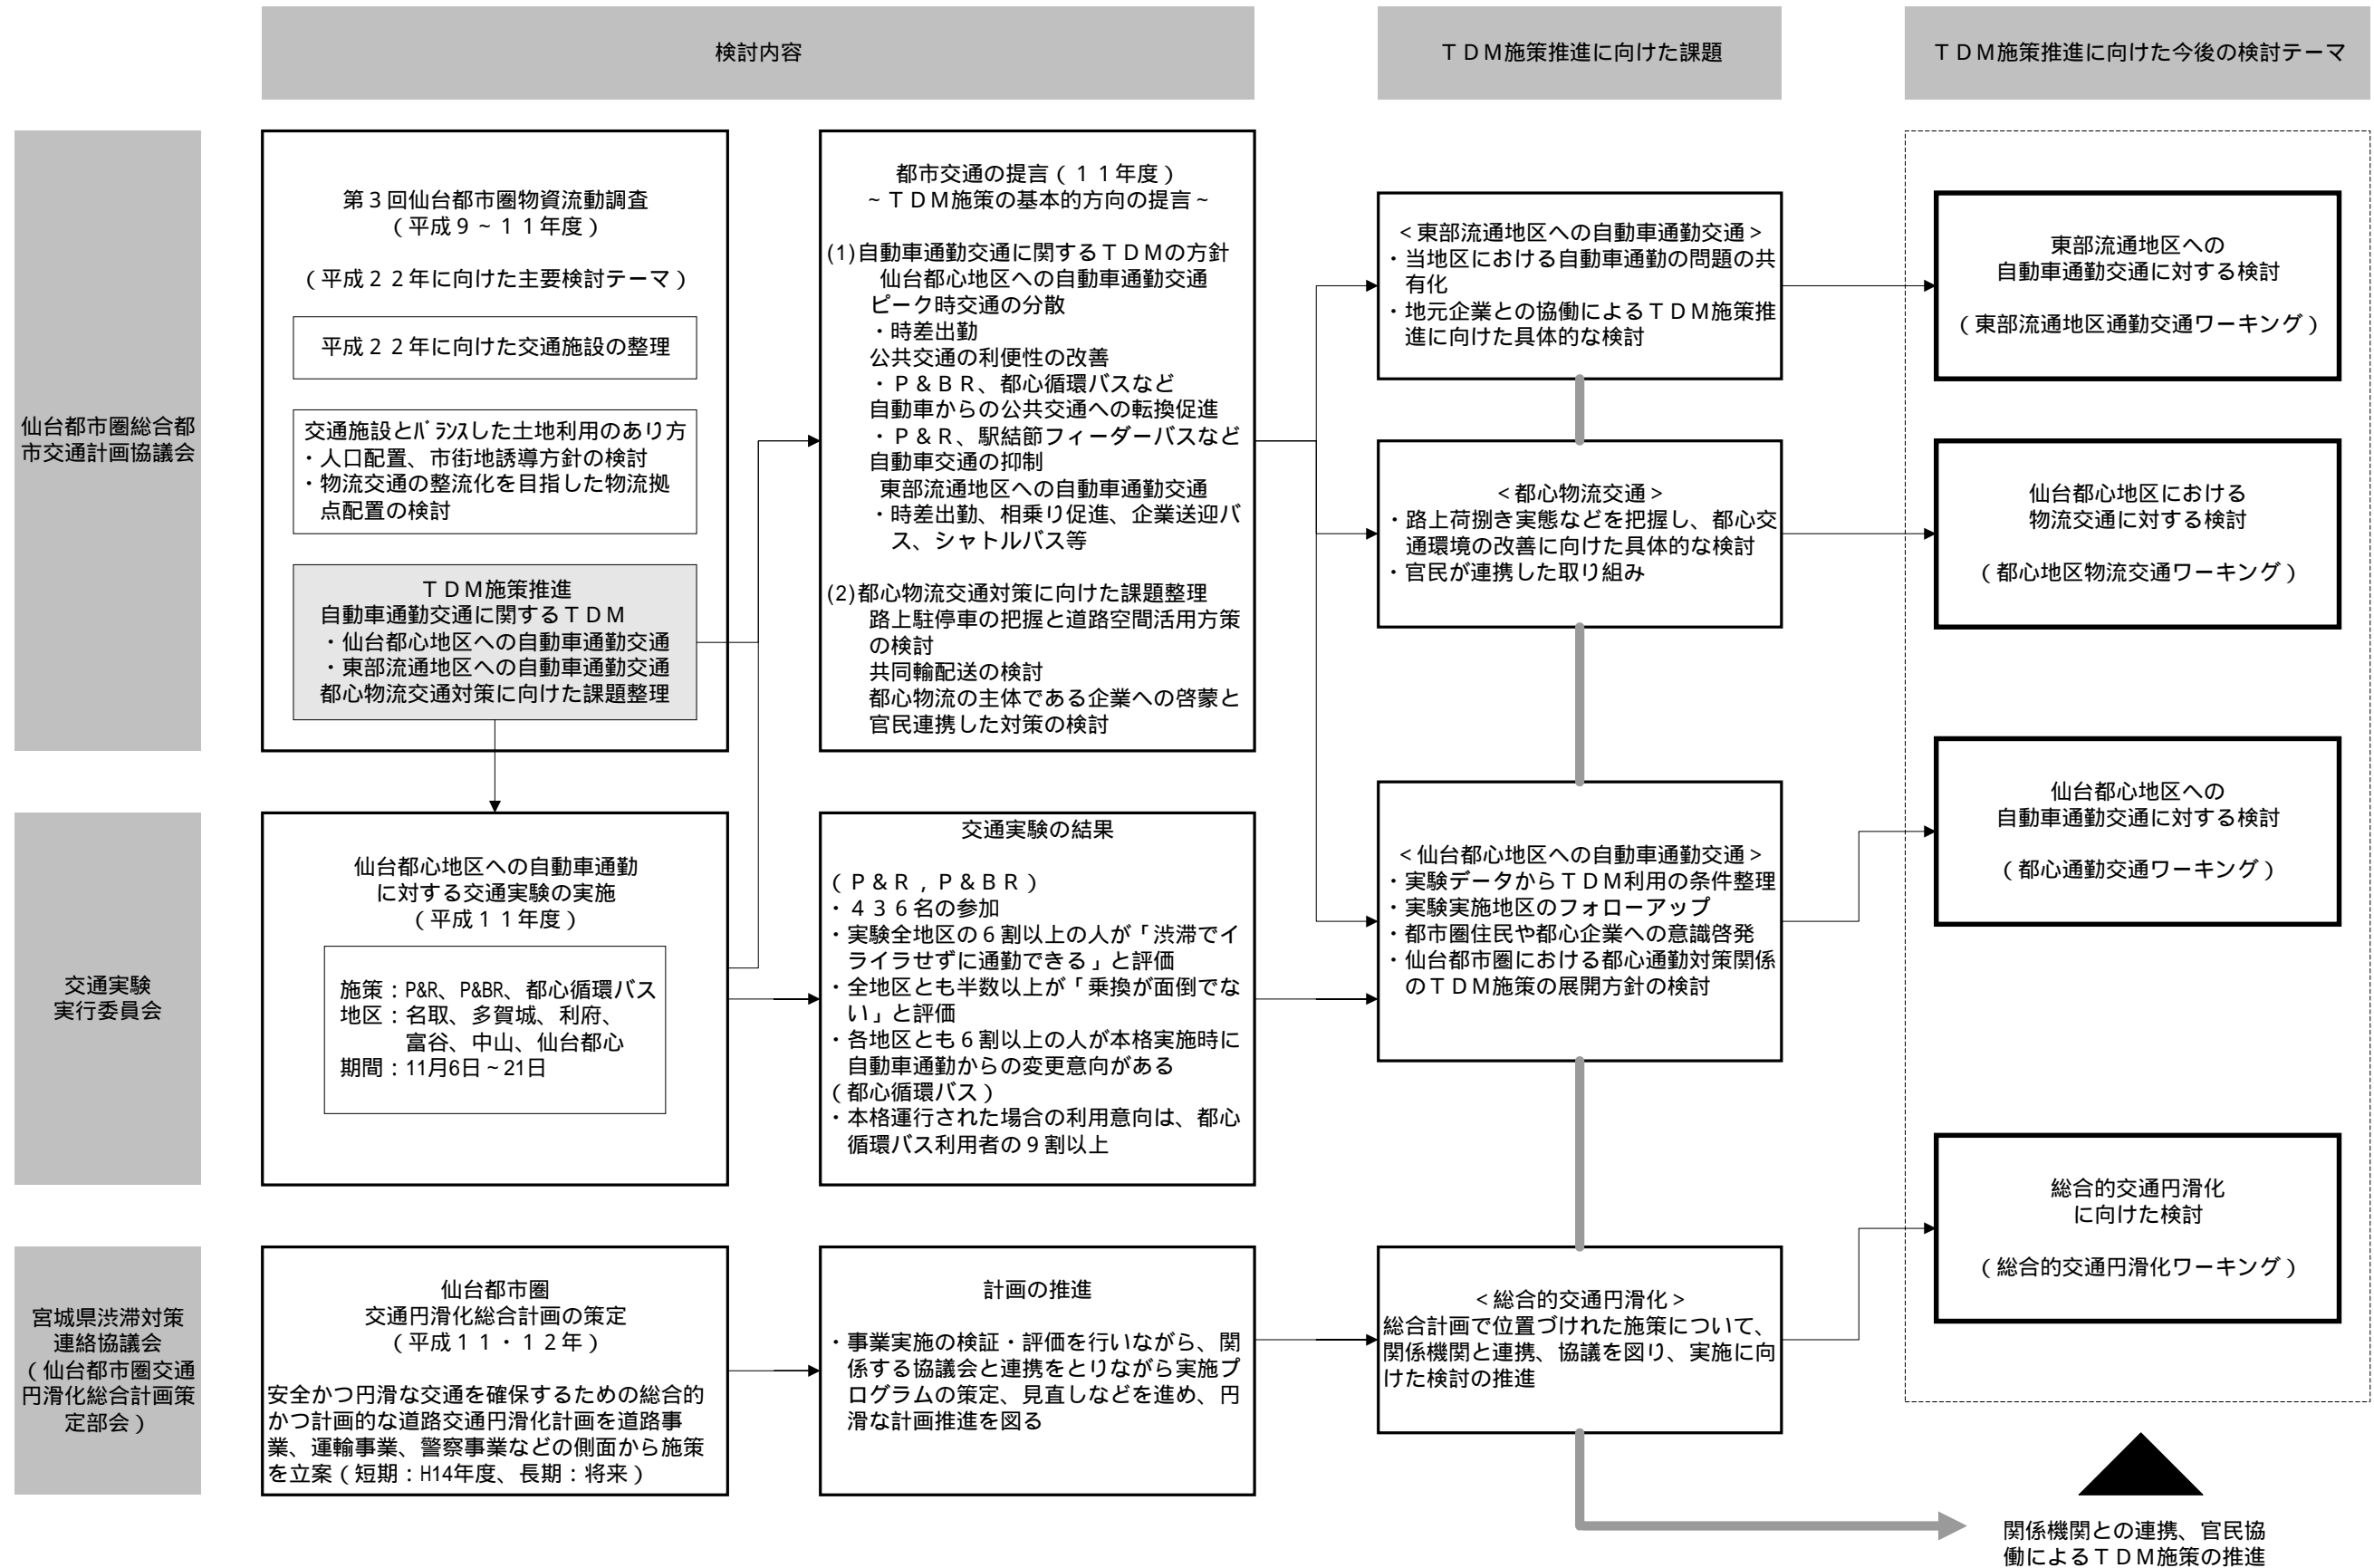 検討内容
ＴＤＭ施策推進に向けた課題
ＴＤＭ施策推進に向けた今後の検討テーマ
仙台都市圏総合都
市交通計画協議会
第３回仙台都市圏物資流動調査
（平成９~１１年度）
（平成２２年に向けた主要検討テーマ）
平成２２年に向けた交通施設の整理
交通施設とﾊﾞﾗﾝｽした土地利用のあり方
・人口配置、市街地誘導方針の検討
・物流交通の整流化を目指した物流拠
点配置の検討
ＴＤＭ施策推進
自動車通勤交通に関するＴＤＭ
・仙台都心地区への自動車通勤交通
・東部流通地区への自動車通勤交通
都心物流交通対策に向けた課題整理
都市交通の提言（１１年度）
~ＴＤＭ施策の基本的方向の提言~
(1)自動車通勤交通に関するＴＤＭの方針
仙台都心地区への自動車通勤交通
ピーク時交通の分散
・時差出勤
公共交通の利便性の改善
・Ｐ＆ＢＲ、都心循環バスなど
自動車からの公共交通への転換促進
・Ｐ＆Ｒ、駅結節フィーダーバスなど
自動車交通の抑制
東部流通地区への自動車通勤交通
・時差出勤、相乗り促進、企業送迎バ
ス、シャトルバス等
(2)都心物流交通対策に向けた課題整理
路上駐停車の把握と道路空間活用方策
の検討
共同輸配送の検討
都心物流の主体である企業への啓蒙と
官民連携した対策の検討
＜東部流通地区への自動車通勤交通＞
・当地区における自動車通勤の問題の共
有化
・地元企業との協働によるＴＤＭ施策推
進に向けた具体的な検討
＜都心物流交通＞
・路上荷捌き実態などを把握し、都心交
通環境の改善に向けた具体的な検討
・官民が連携した取り組み
東部流通地区への
自動車通勤交通に対する検討
（東部流通地区通勤交通ワーキング）
仙台都心地区における
物流交通に対する検討
（都心地区物流交通ワーキング）
交通実験
実行委員会
仙台都心地区への自動車通勤
に対する交通実験の実施
（平成１１年度）
施策：P&R、P&BR、都心循環バス
地区：名取、多賀城、利府、
富谷、中山、仙台都心
期間：11月6日~21日
交通実験の結果
（Ｐ＆Ｒ，Ｐ＆ＢＲ）
・４３６名の参加
・実験全地区の６割以上の人が「渋滞でイ
ライラせずに通勤できる」と評価
・全地区とも半数以上が「乗換が面倒でな
い」と評価
・各地区とも６割以上の人が本格実施時に
自動車通勤からの変更意向がある
（都心循環バス）
・本格運行された場合の利用意向は、都心
循環バス利用者の９割以上
＜仙台都心地区への自動車通勤交通＞
・実験データからＴＤＭ利用の条件整理
・実験実施地区のフォローアップ
・都市圏住民や都心企業への意識啓発
・仙台都市圏における都心通勤対策関係
のＴＤＭ施策の展開方針の検討
仙台都心地区への
自動車通勤交通に対する検討
（都心通勤交通ワーキング）
宮城県渋滞対策
連絡協議会
（仙台都市圏交通
円滑化総合計画策
定部会）
仙台都市圏
交通円滑化総合計画の策定
（平成１１・１２年）
安全かつ円滑な交通を確保するための総合的
かつ計画的な道路交通円滑化計画を道路事
業、運輸事業、警察事業などの側面から施策
を立案（短期：H14年度、長期：将来）
計画の推進
・事業実施の検証・評価を行いながら、関
係する協議会と連携をとりながら実施プ
ログラムの策定、見直しなどを進め、円
滑な計画推進を図る
＜総合的交通円滑化＞
総合計画で位置づけれた施策について、
関係機関と連携、協議を図り、実施に向
けた検討の推進
総合的交通円滑化
に向けた検討
（総合的交通円滑化ワーキング）
関係機関との連携、官民協
働によるＴＤＭ施策の推進